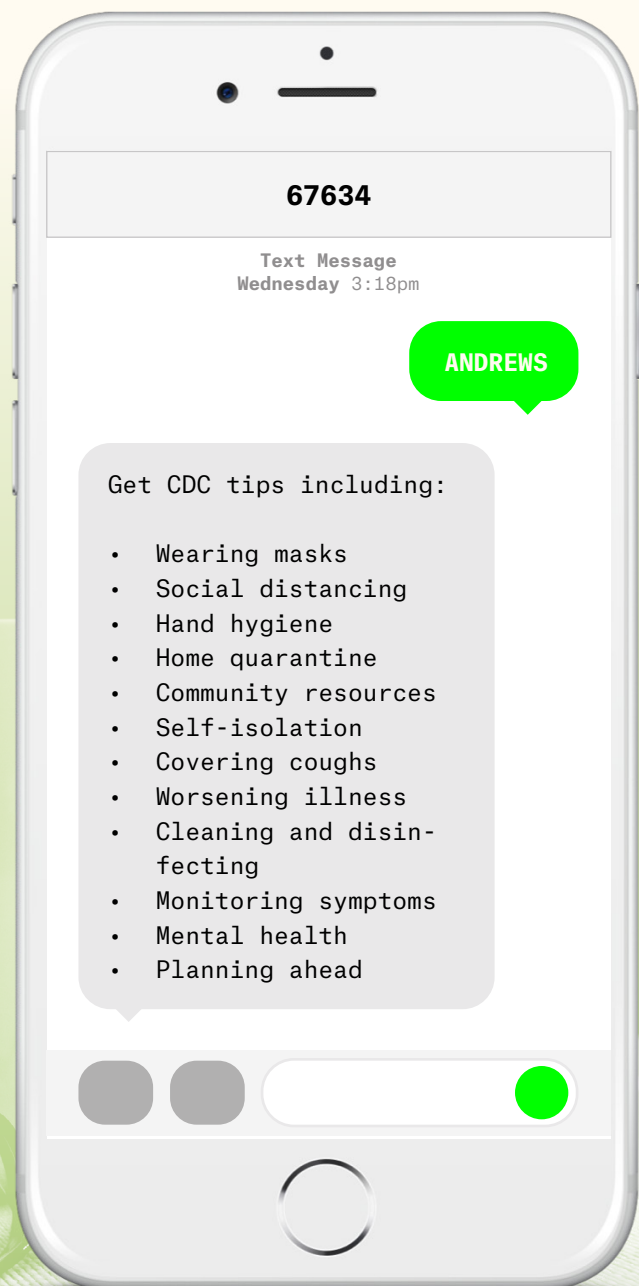 67634
Text Message
Wednesday 3:18pm
ANDREWS
Get CDC tips including:
• Wearing masks
• Social distancing
• Hand hygiene
• Home quarantine
• Community resources
• Self-isolation
• Covering coughs
• Worsening illness
• Cleaning and disin-
fecting
• Monitoring symptoms
• Mental health
• Planning ahead